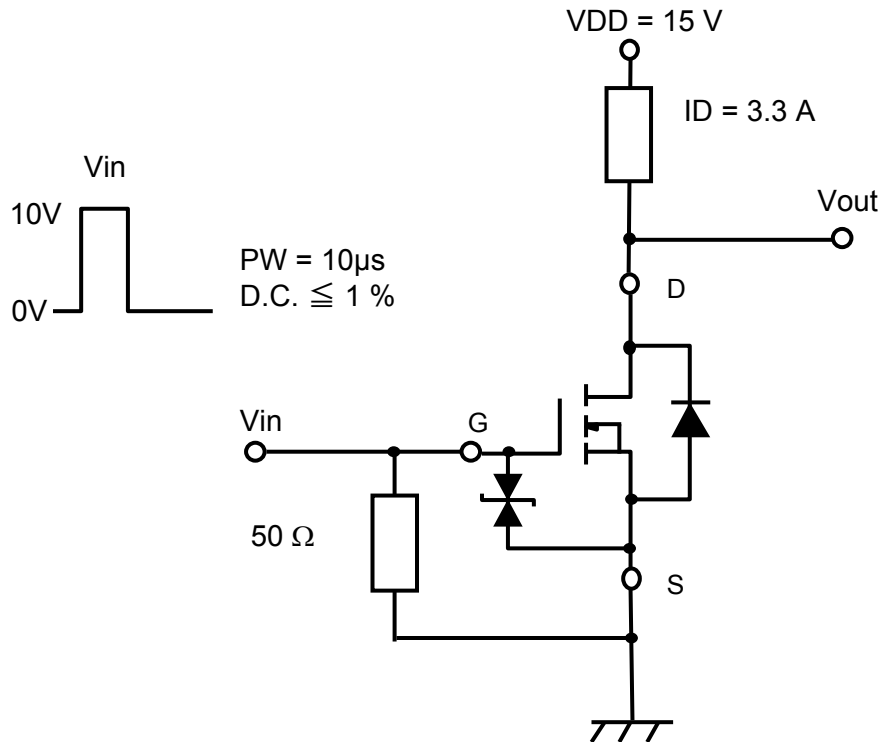 VDD = 15 V
ID = 3.3 A
Vin
Vout
10V
PW = 10µs
D.C. ≦ 1 %
0V
D
Vin
G
50 Ω
S